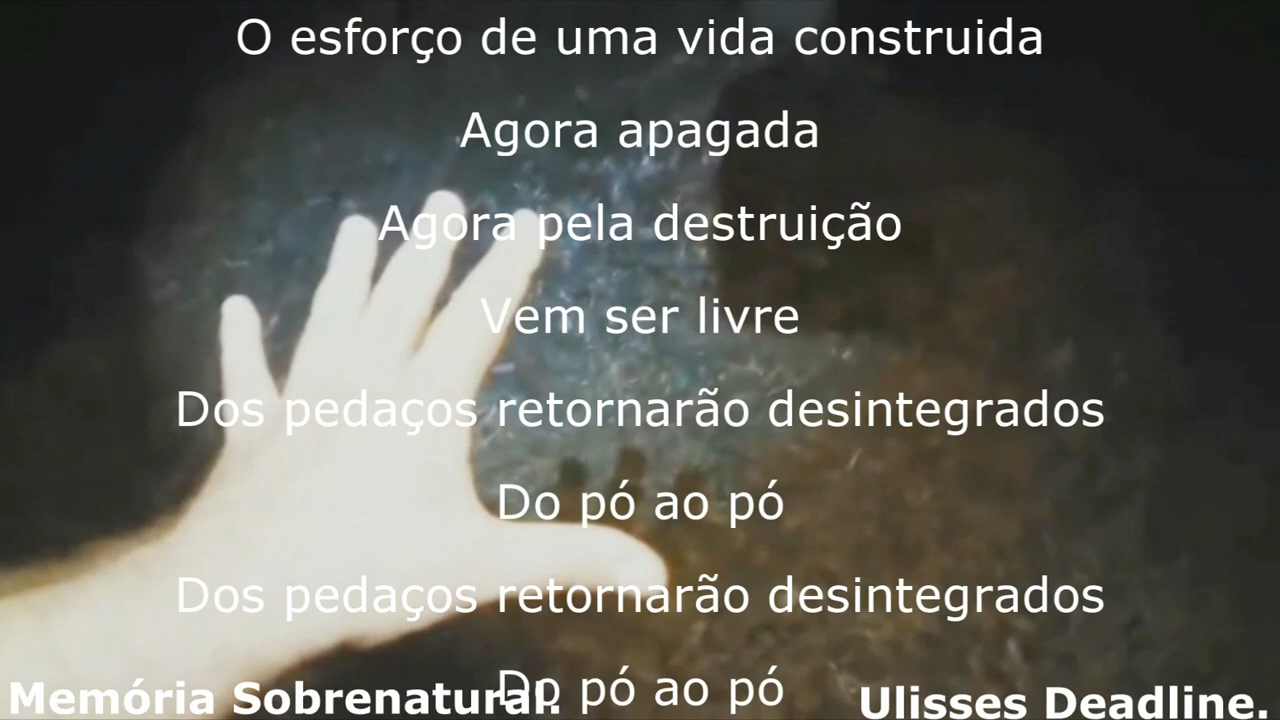 O esforço de uma vida construida
Agora apagada
Agora pela destruição
Vem ser livre
Dos pedaços retornarão desintegrados
Do pó ao pó
Dos pedaços retornarão desintegrados
Do pó ao pó
Memória Sobrenatural.
Ulisses Deadline.